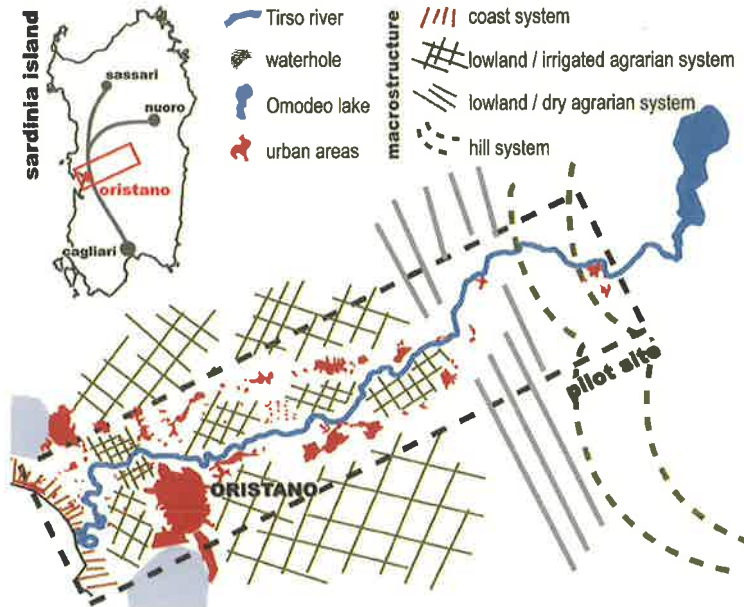 sardinia island
sassari
nuoro
oristano
cagliari
Tirso river
waterhole
Omodeo lake
urban areas
macrostructure
coast system
lowland / irrigated agrarian system
lowland / dry agrarian system
hill system
pilot site
ORISTANO